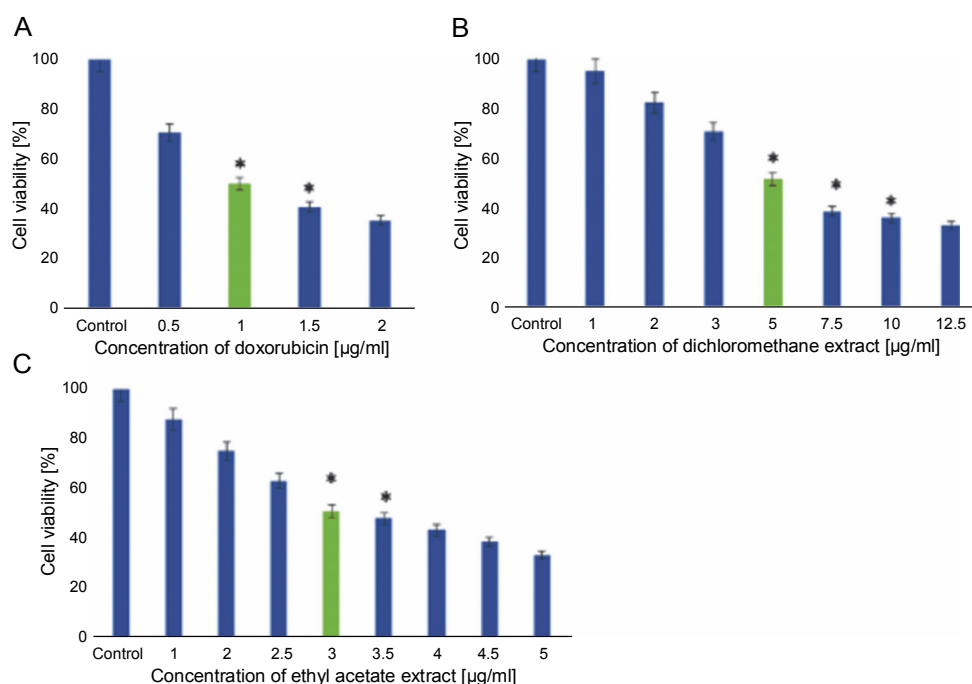 A
Cell viability [%]
100
80
60
40
20
0
*
*
Control 0.5 1 1.5 2
Concentration of doxorubicin [µg/ml]
B
Cell viability [%]
100
80
60
40
20
0
*
*
*
Control 1 2 3 5 7.5 10 12.5
Concentration of dichloromethane extract [µg/ml]
C
Cell viability [%]
100
80
60
40
20
0
*
*
Control 1 2 2.5 3 3.5 4 4.5 5
Concentration of ethyl acetate extract [µg/ml]